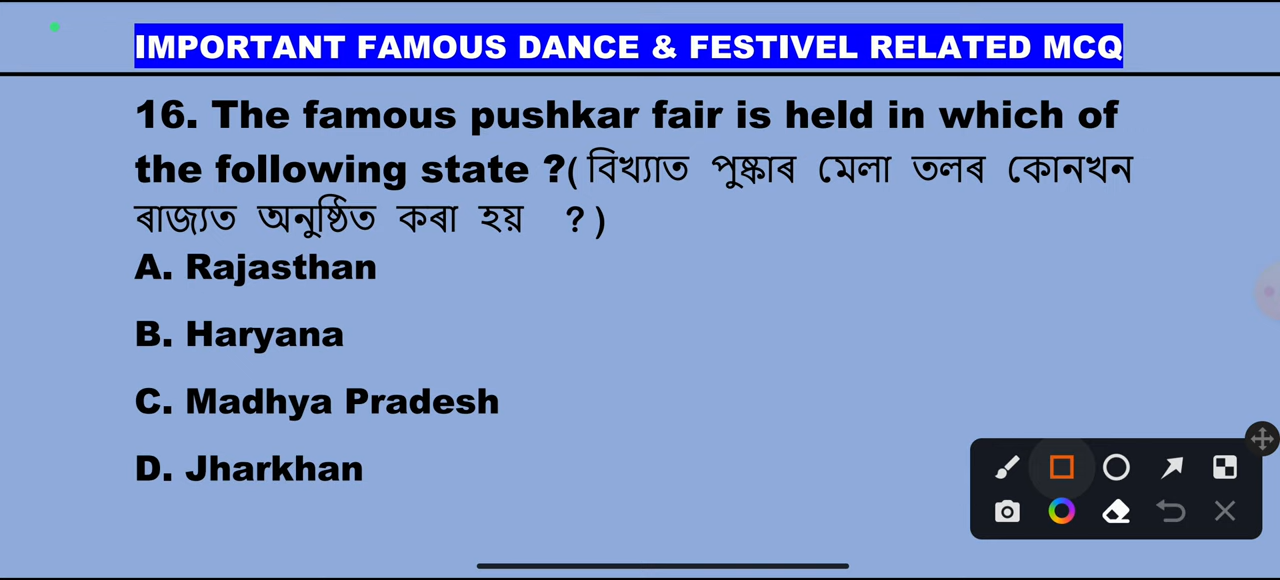 IMPORTANT FAMOUS DANCE & FESTIVEL RELATED MCQ
16. The famous pushkar fair is held in which of
the following state ?( বিখ্যাত পুষ্কাৰ মেলা তলৰ কোনখন
ৰাজ্যত অনুষ্ঠিত কৰা হয় ? )
A. Rajasthan
B. Haryana
C. Madhya Pradesh
D. Jharkhan